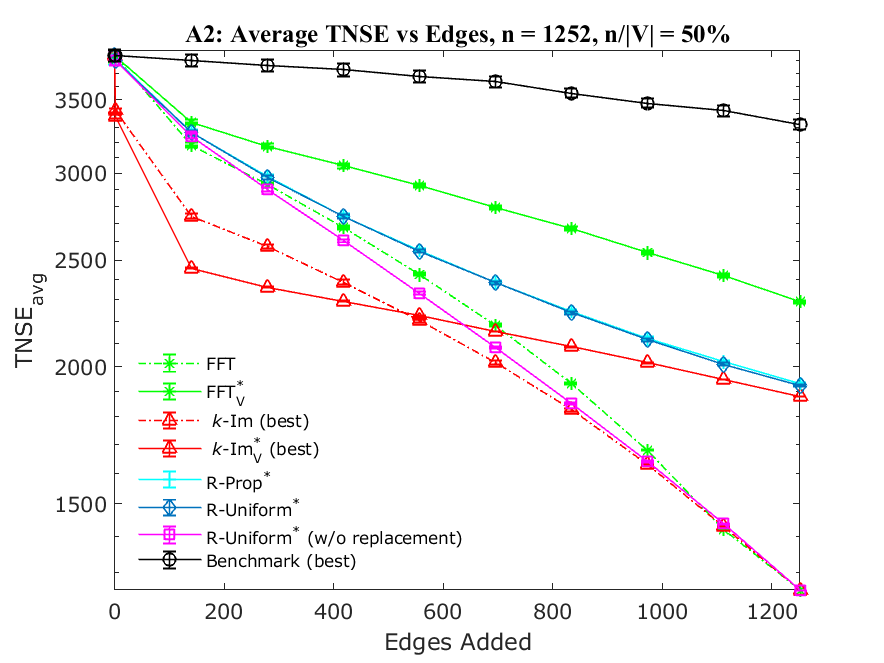 A2: Average TNSE vs Edges, n = 1252, n/|V| = 50%
3500
3000
2500
2000
1500
TNSE_avg
FFT
FFT*_V
k-Im (best)
k-Im*_V (best)
R-Prop*
R-Uniform*
R-Uniform* (w/o replacement)
Benchmark (best)
0 200 400 600 800 1000 1200
Edges Added